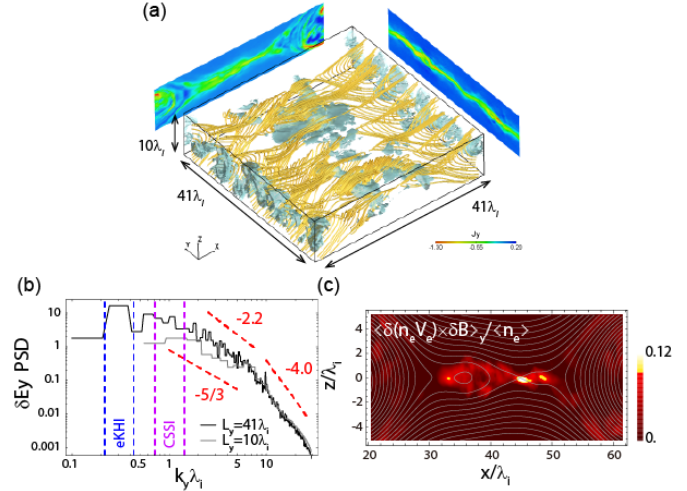 (a)
10λi
41λi
41λi
Y Z X
Jy
-1.30 -0.55 0.20
(b)
δEy PSD
10
1
0.1
0.01
0.001
-2.2
-4.0
-5/3
eKHI
CSSI
Ly=41λi
Ly=10λi
0.1 0.5 1 5 10
kyλi
(c)
<δ(neVe)×δB>y/<ne>
z/λi
4
2
0
-2
-4
20 30 40 50 60
x/λi
0.12
0.